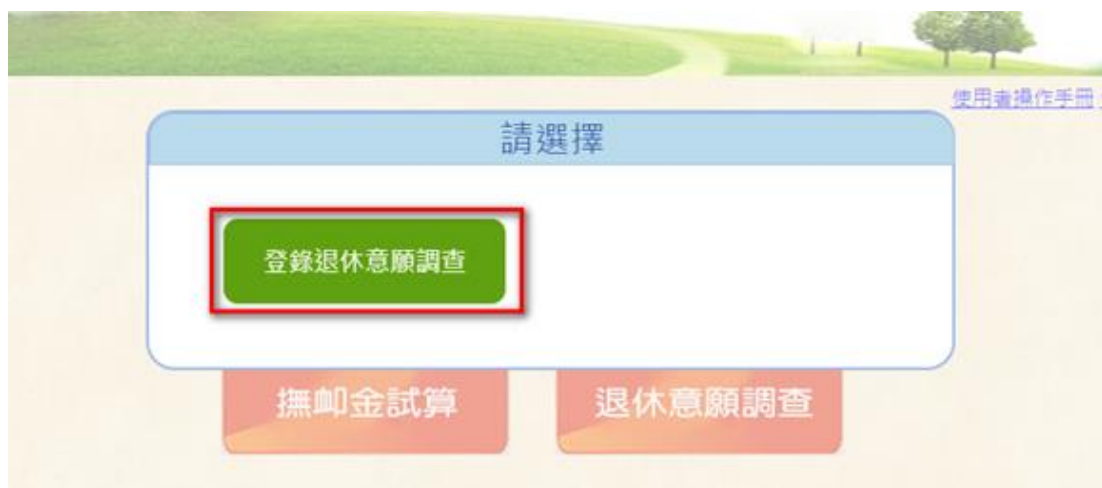 使用者操作手冊
請選擇
登錄退休意願調查
撫卹金試算
退休意願調查